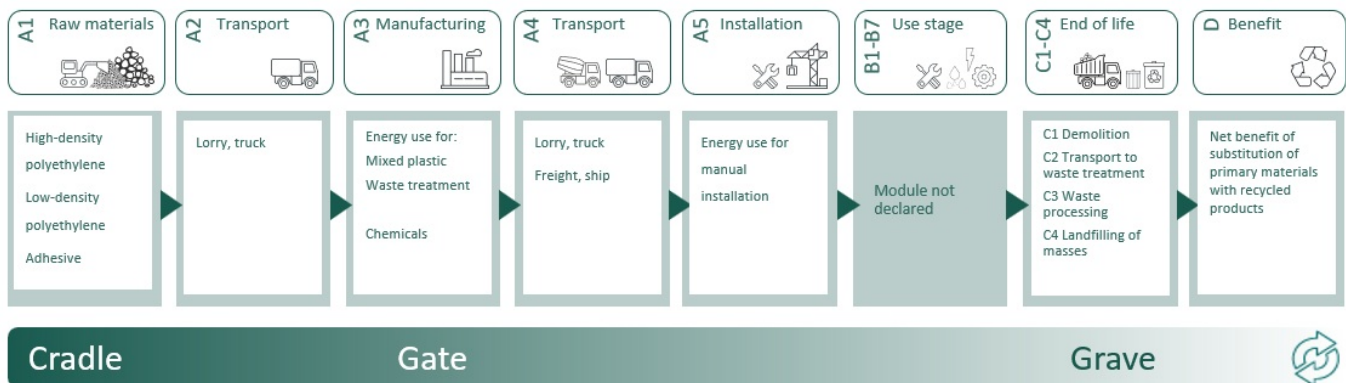 A1 Raw materials
A2 Transport
A3 Manufacturing
A4 Transport
A5 Installation
B1-B7 Use stage
C1-C4 End of life
D Benefit
High-density
polyethylene
Low-density
polyethylene
Adhesive
Lorry, truck
Energy use for:
Mixed plastic
Waste treatment
Chemicals
Lorry, truck
Freight, ship
Energy use for
manual
installation
Module not
declared
C1 Demolition
C2 Transport to
waste treatment
C3 Waste
processing
C4 Landfilling of
masses
Net benefit of
substitution of
primary materials
with recycled
products
Cradle
Gate
Grave